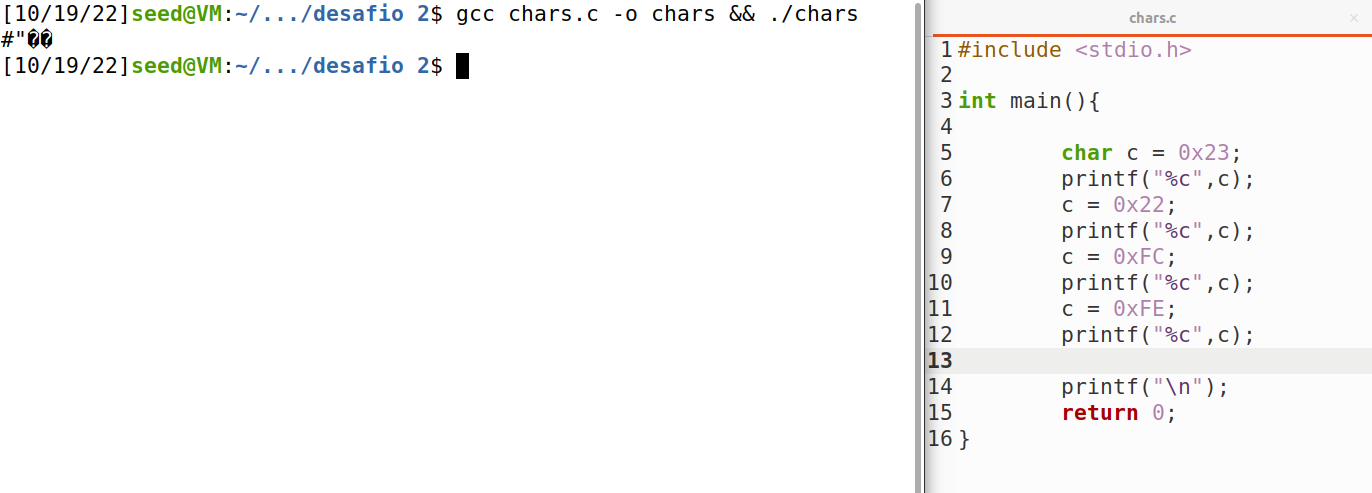 [10/19/22]seed@VM:~/.../desafio 2$ gcc chars.c -o chars && ./chars
#"��
[10/19/22]seed@VM:~/.../desafio 2$
chars.c ×
1 #include <stdio.h>
2
3 int main(){
4
5 char c = 0x23;
6 printf("%c",c);
7 c = 0x22;
8 printf("%c",c);
9 c = 0xFC;
10 printf("%c",c);
11 c = 0xFE;
12 printf("%c",c);
13
14 printf("\n");
15 return 0;
16 }